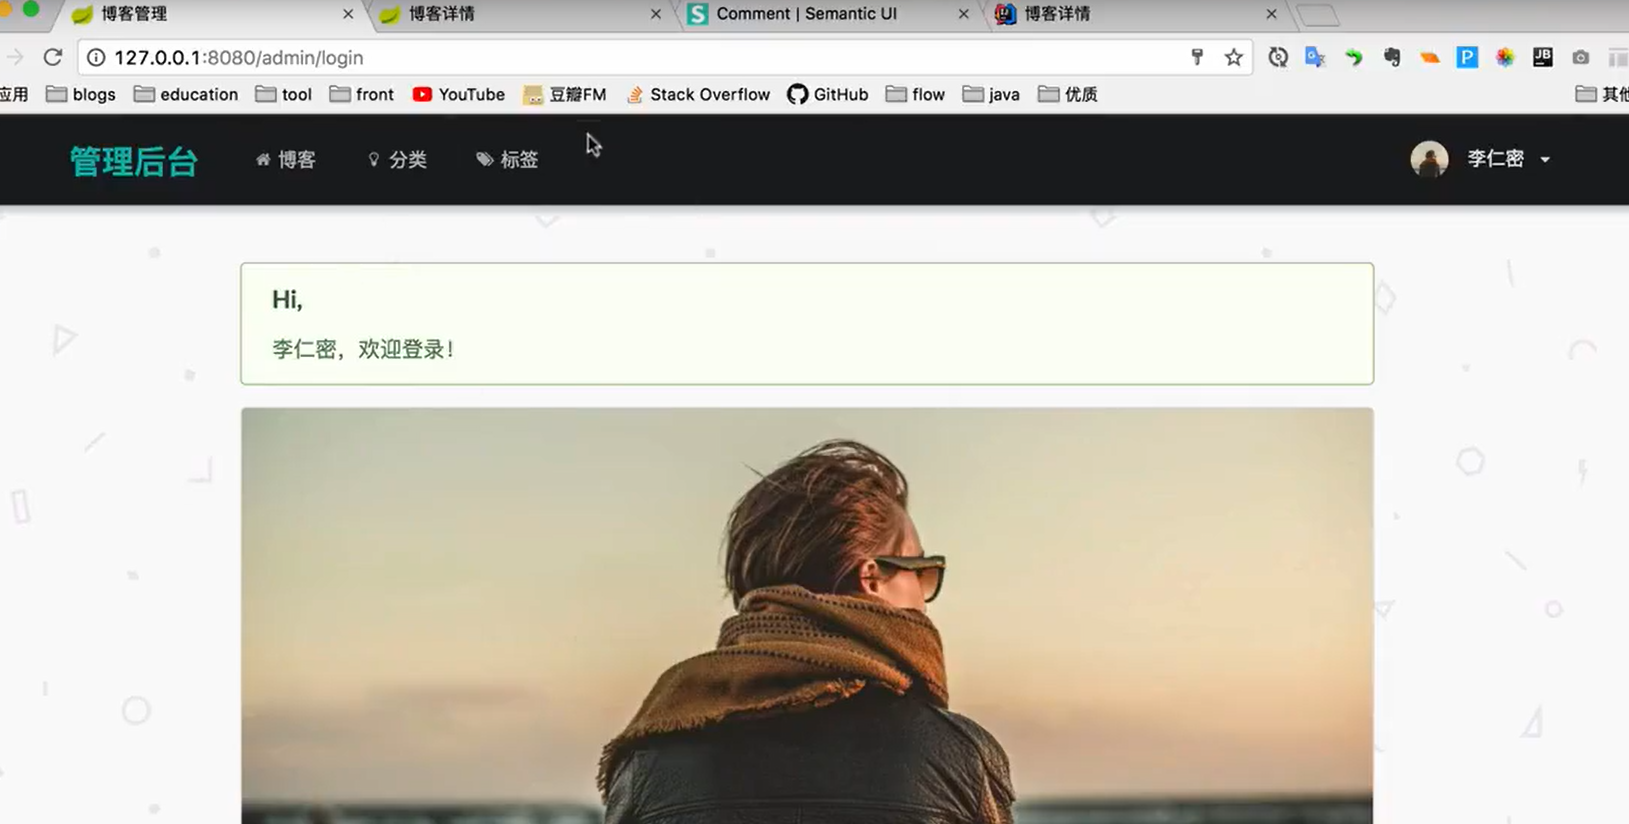 博客管理
博客详情
Comment | Semantic UI
博客详情
127.0.0.1:8080/admin/login
应用 blogs education tool front YouTube 豆瓣FM Stack Overflow GitHub flow java 优质
管理后台 博客 分类 标签 李仁密
Hi,
李仁密，欢迎登录！